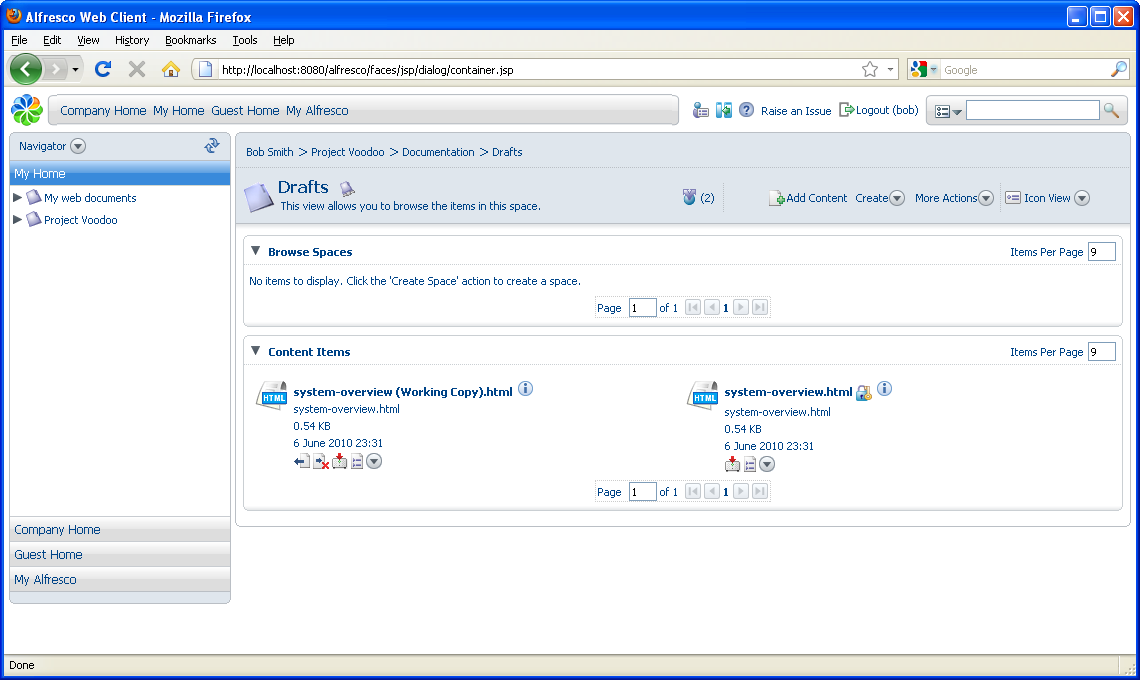 Alfresco Web Client - Mozilla Firefox
File Edit View History Bookmarks Tools Help
http://localhost:8080/alfresco/faces/jsp/dialog/container.jsp Google
Company Home My Home Guest Home My Alfresco ? Raise an Issue Logout (bob)
Navigator
My Home
My web documents
Project Voodoo
Company Home
Guest Home
My Alfresco
Bob Smith > Project Voodoo > Documentation > Drafts
Drafts
This view allows you to browse the items in this space.
(2) Add Content Create More Actions Icon View
Browse Spaces Items Per Page 9
No items to display. Click the 'Create Space' action to create a space.
Page 1 of 1 1
Content Items Items Per Page 9
HTML system-overview (Working Copy).html i
system-overview.html
0.54 KB
6 June 2010 23:31
HTML system-overview.html i
system-overview.html
0.54 KB
6 June 2010 23:31
Page 1 of 1 1
Done